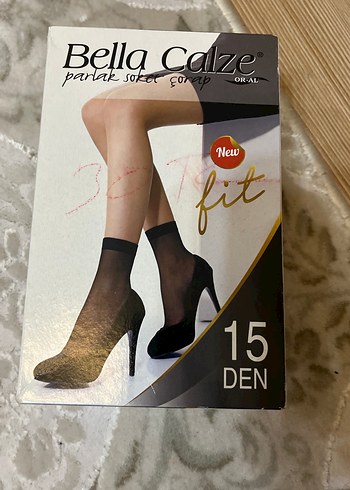 Bella Calze®
OR-AL
parlak soket çorap
New
fit
15
DEN